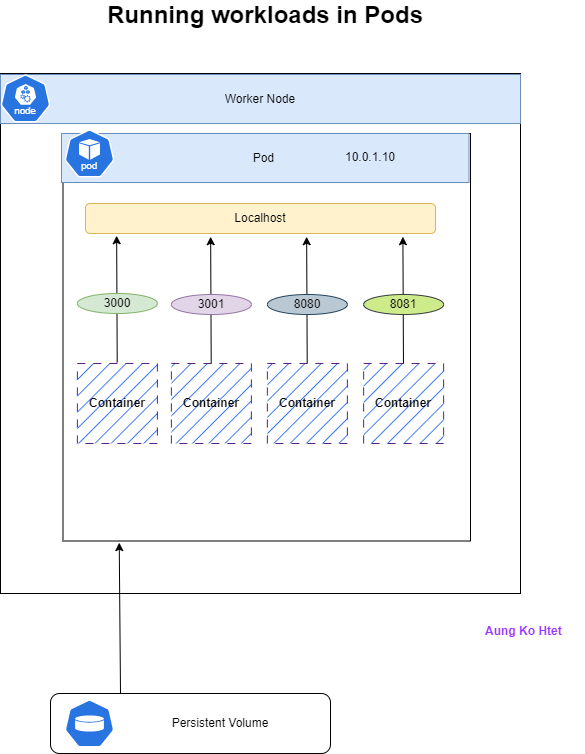 Running workloads in Pods
node
Worker Node
pod
Pod
10.0.1.10
Localhost
3000
3001
8080
8081
Container
Container
Container
Container
Aung Ko Htet
Persistent Volume